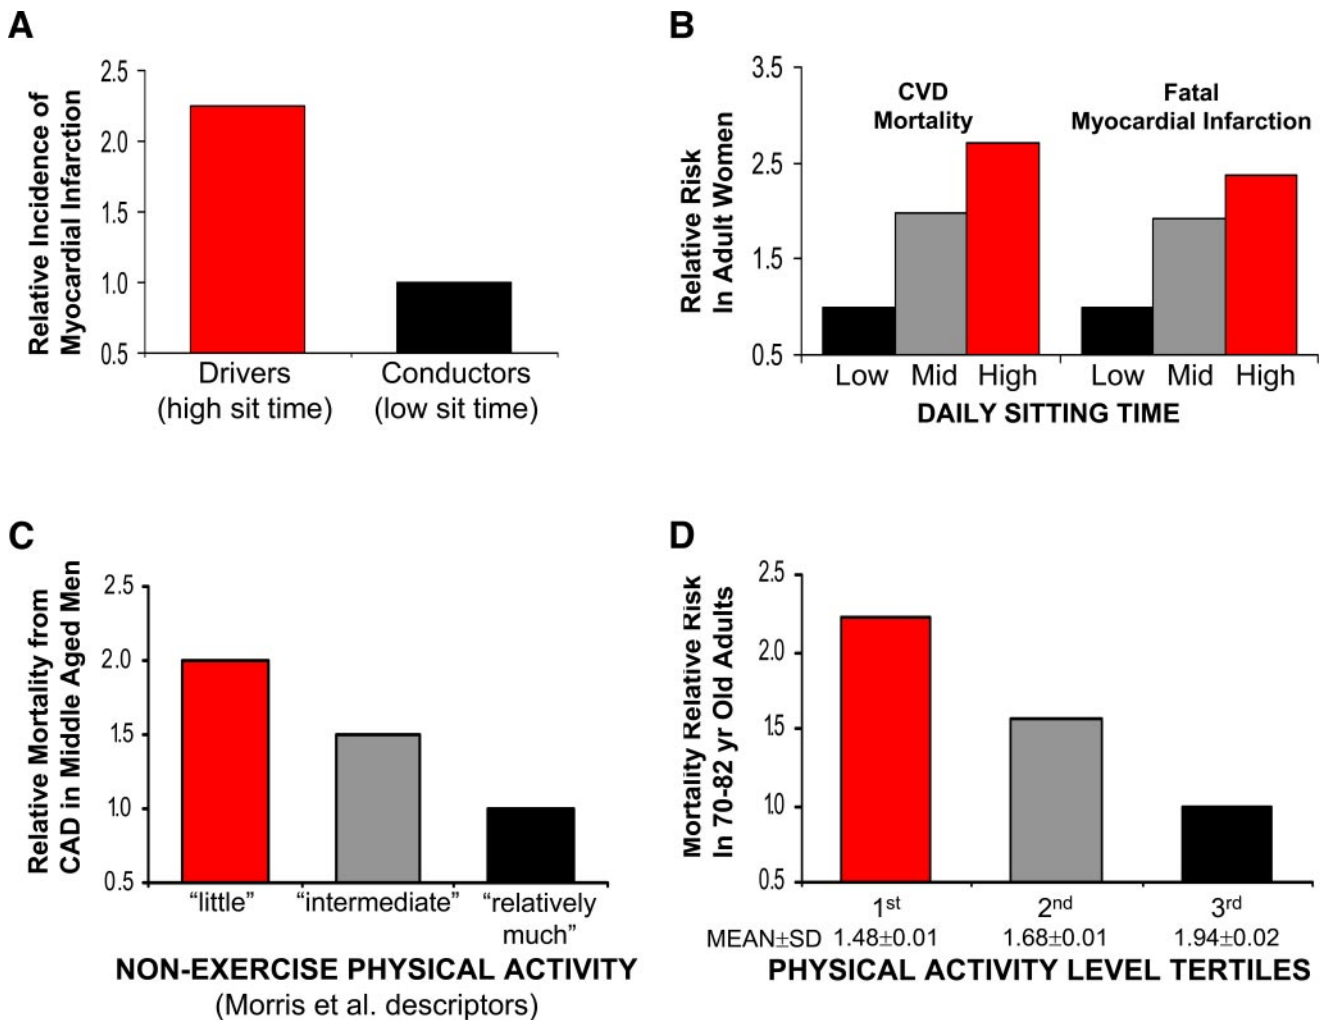 A
Relative Incidence of
Myocardial Infarction
2.5
2.0
1.5
1.0
0.5
Drivers
(high sit time)
Conductors
(low sit time)
B
Relative Risk
In Adult Women
3.5
2.5
1.5
0.5
CVD
Mortality
Fatal
Myocardial Infarction
Low Mid High Low Mid High
DAILY SITTING TIME
C
Relative Mortality from
CAD in Middle Aged Men
2.5
2.0
1.5
1.0
0.5
“little” “intermediate” “relatively
much”
NON-EXERCISE PHYSICAL ACTIVITY
(Morris et al. descriptors)
D
Mortality Relative Risk
In 70-82 yr Old Adults
2.5
2.0
1.5
1.0
0.5
1st 2nd 3rd
MEAN±SD 1.48±0.01 1.68±0.01 1.94±0.02
PHYSICAL ACTIVITY LEVEL TERTILES